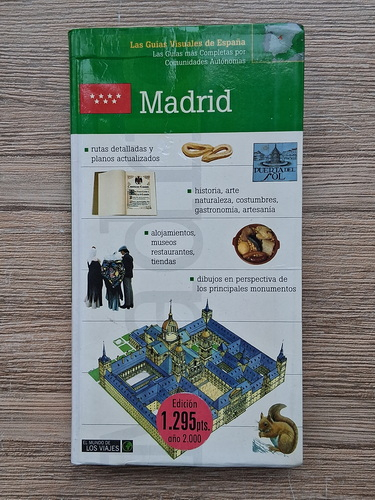 Las Guías Visuales de España
Las Guías más Completas por
Comunidades Autónomas
Madrid
rutas detalladas y
planos actualizados
PUERTA DEL
SOL
historia, arte
naturaleza, costumbres,
gastronomía, artesanía
alojamientos,
museos
restaurantes,
tiendas
dibujos en perspectiva de
los principales monumentos
Edición
1.295pts.
año 2.000
EL MUNDO DE
LOS VIAJES